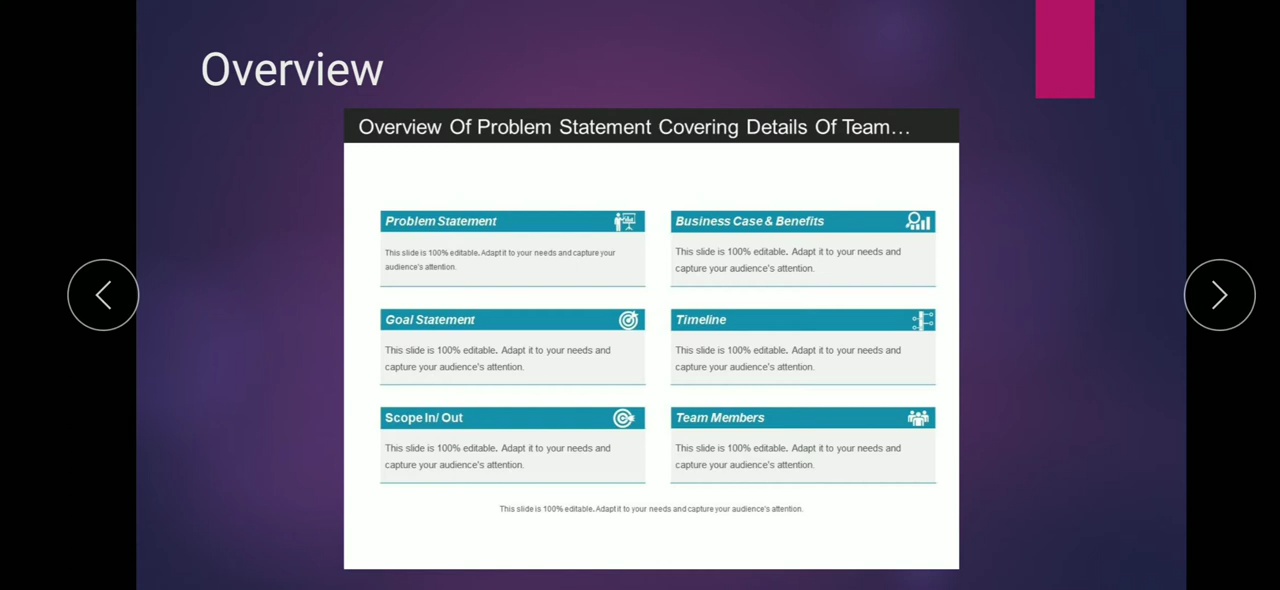 Overview
Overview Of Problem Statement Covering Details Of Team…
Problem Statement
This slide is 100% editable. Adapt it to your needs and capture your
audience's attention.
Business Case & Benefits
This slide is 100% editable. Adapt it to your needs and
capture your audience's attention.
Goal Statement
This slide is 100% editable. Adapt it to your needs and
capture your audience's attention.
Timeline
This slide is 100% editable. Adapt it to your needs and
capture your audience's attention.
Scope In/ Out
This slide is 100% editable. Adapt it to your needs and
capture your audience's attention.
Team Members
This slide is 100% editable. Adapt it to your needs and
capture your audience's attention.
This slide is 100% editable. Adapt it to your needs and capture your audience's attention.